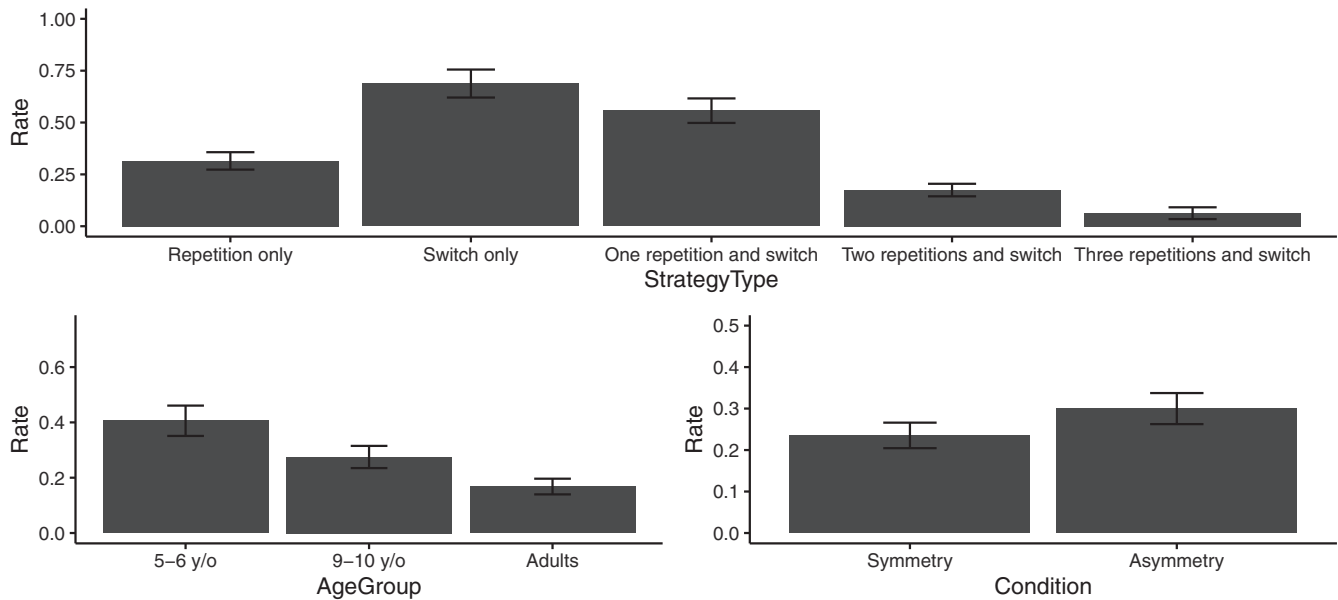 1.00
0.75
0.50
0.25
0.00
Rate
Repetition only Switch only One repetition and switch Two repetitions and switch Three repetitions and switch
StrategyType
0.6
0.4
0.2
0.0
Rate
5–6 y/o 9–10 y/o Adults
AgeGroup
0.5
0.4
0.3
0.2
0.1
0.0
Rate
Symmetry Asymmetry
Condition